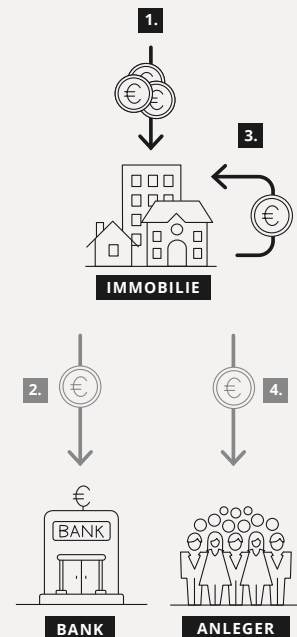 1.
€ € €
3.
€
IMMOBILIE
2. € € 4.
€
BANK
BANK ANLEGER